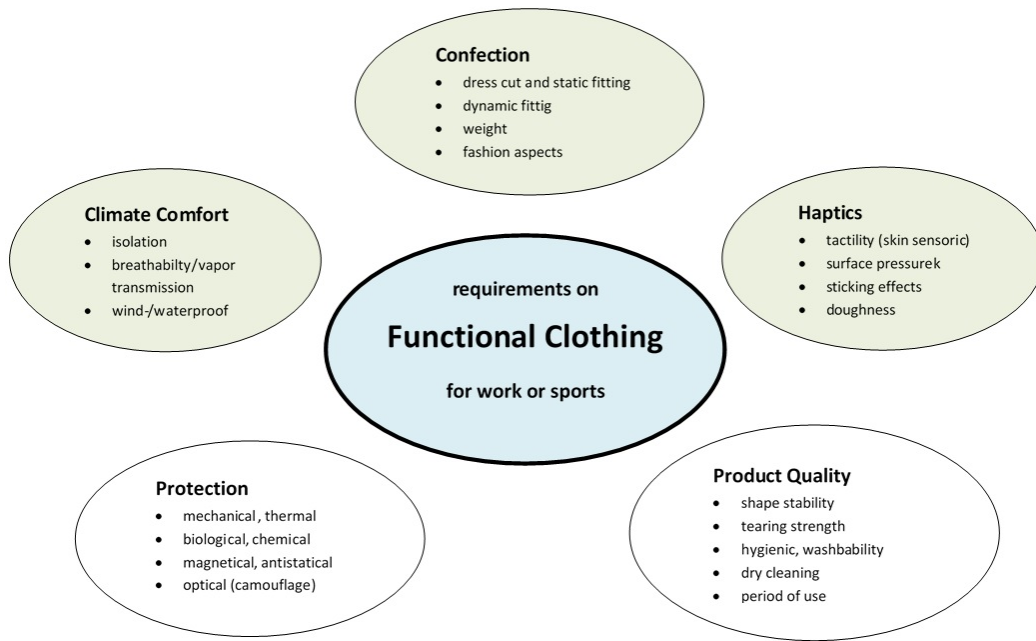 Confection
• dress cut and static fitting
• dynamic fittig
• weight
• fashion aspects
Climate Comfort
• isolation
• breathabilty/vapor
transmission
• wind-/waterproof
Haptics
• tactility (skin sensoric)
• surface pressurek
• sticking effects
• doughness
requirements on
Functional Clothing
for work or sports
Protection
• mechanical, thermal
• biological, chemical
• magnetical, antistatical
• optical (camouflage)
Product Quality
• shape stability
• tearing strength
• hygienic, washbability
• dry cleaning
• period of use